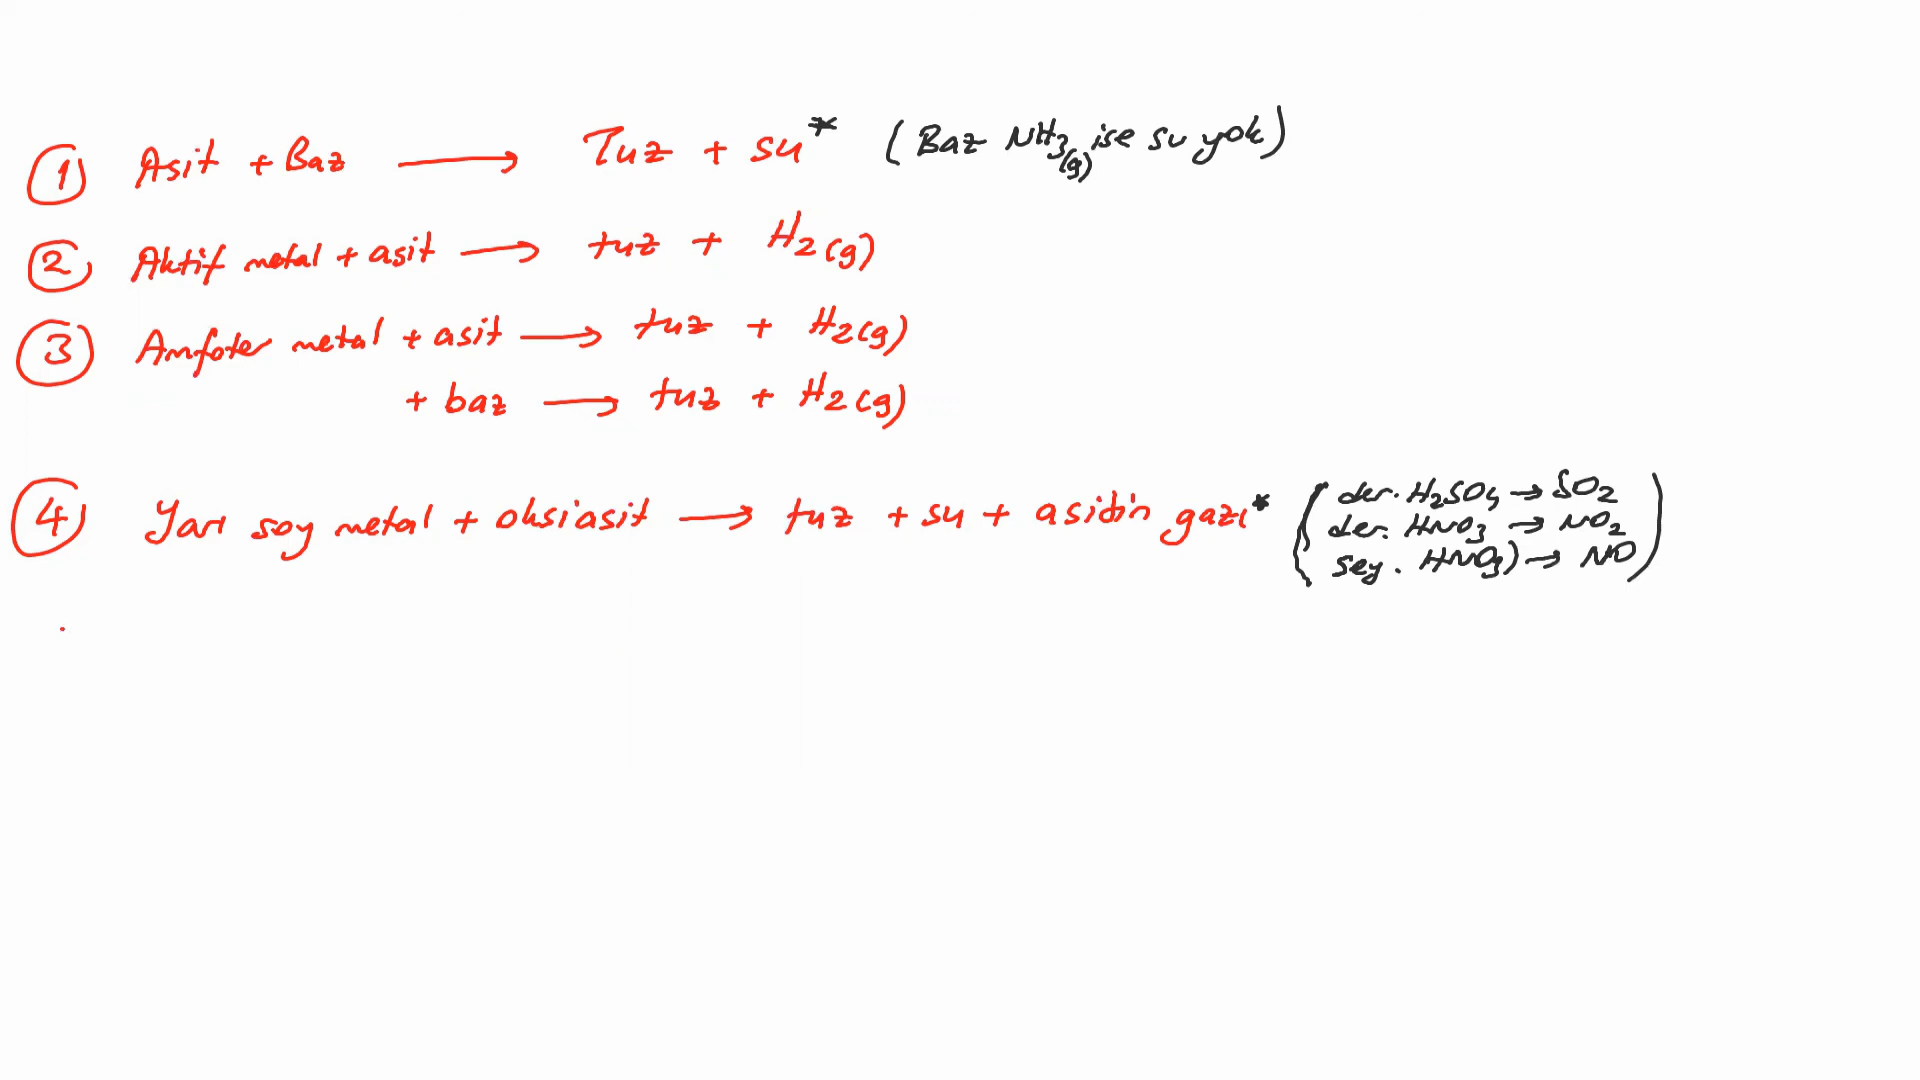 ① Asit + Baz → Tuz + su* (Baz NH3(g) ise su yok)
② Aktif metal + asit → tuz + H2(g)
③ Amfoter metal + asit → tuz + H2(g)
+ baz → tuz + H2(g)
④ Yarı soy metal + oksiasit → tuz + su + asidin gazı* (der. H2SO4 → SO2
der. HNO3 → NO2
sey. HNO3) → NO)